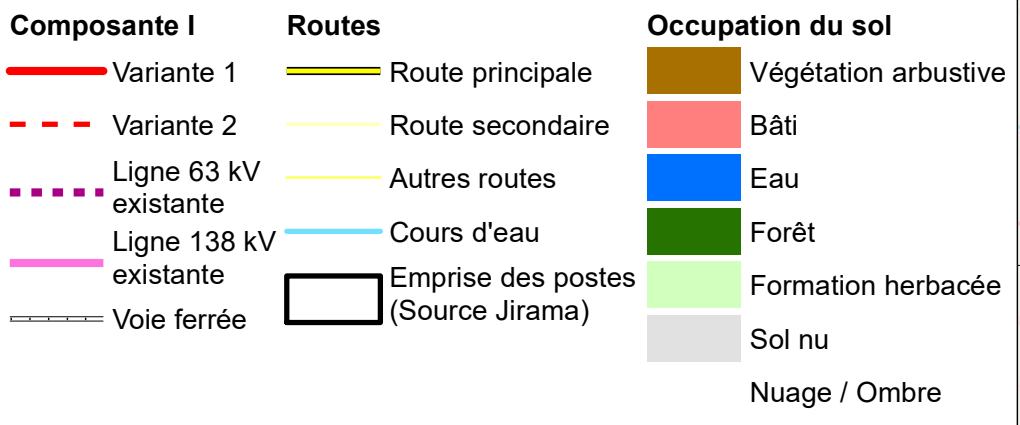 Composante I
Variante 1
Variante 2
Ligne 63 kV
existante
Ligne 138 kV
existante
Voie ferrée
Routes
Route principale
Route secondaire
Autres routes
Cours d'eau
Emprise des postes
(Source Jirama)
Occupation du sol
Végétation arbustive
Bâti
Eau
Forêt
Formation herbacée
Sol nu
Nuage / Ombre